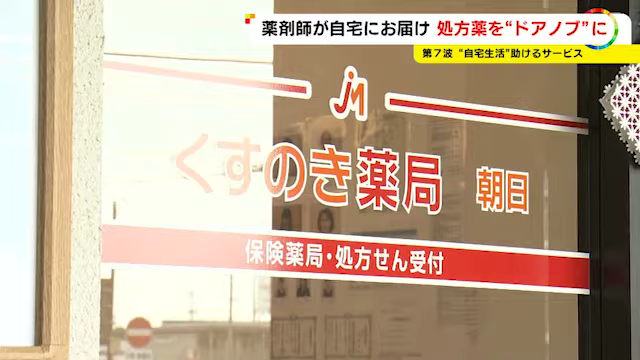 薬剤師が自宅にお届け 処方薬を“ドアノブ”に
第7波 “自宅生活”助けるサービス
くすのき薬局 朝日
保険薬局・処方せん受付